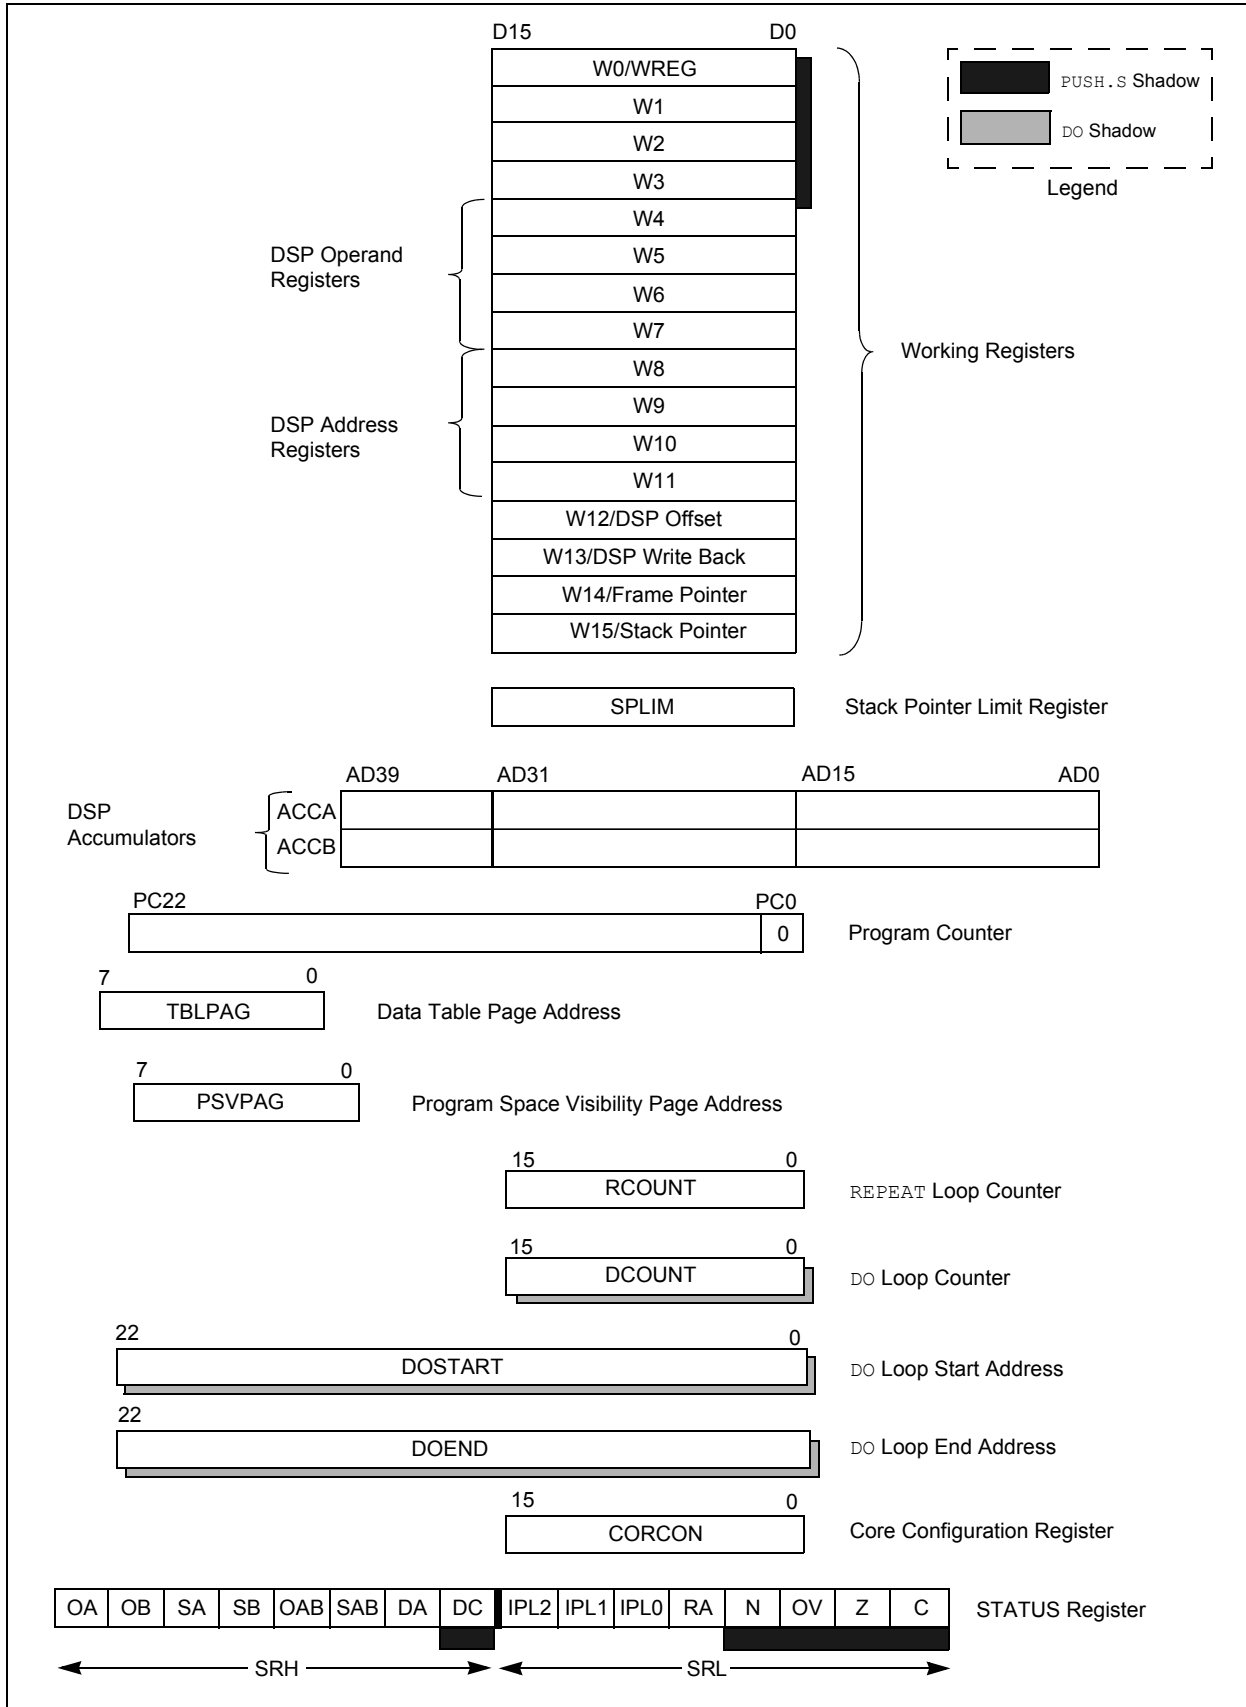 D15 D0
W0/WREG
W1
W2
W3
W4
W5
W6
W7
W8
W9
W10
W11
W12/DSP Offset
W13/DSP Write Back
W14/Frame Pointer
W15/Stack Pointer
PUSH.S Shadow
DO Shadow
Legend
DSP Operand
Registers
DSP Address
Registers
Working Registers
SPLIM Stack Pointer Limit Register
AD39 AD31 AD15 AD0
DSP
Accumulators
ACCA
ACCB
PC22 PC0
0 Program Counter
7 0
TBLPAG Data Table Page Address
7 0
PSVPAG Program Space Visibility Page Address
15 0
RCOUNT REPEAT Loop Counter
15 0
DCOUNT DO Loop Counter
22 0
DOSTART DO Loop Start Address
22
DOEND DO Loop End Address
15 0
CORCON Core Configuration Register
OA OB SA SB OAB SAB DA DC IPL2 IPL1 IPL0 RA N OV Z C STATUS Register
SRH SRL